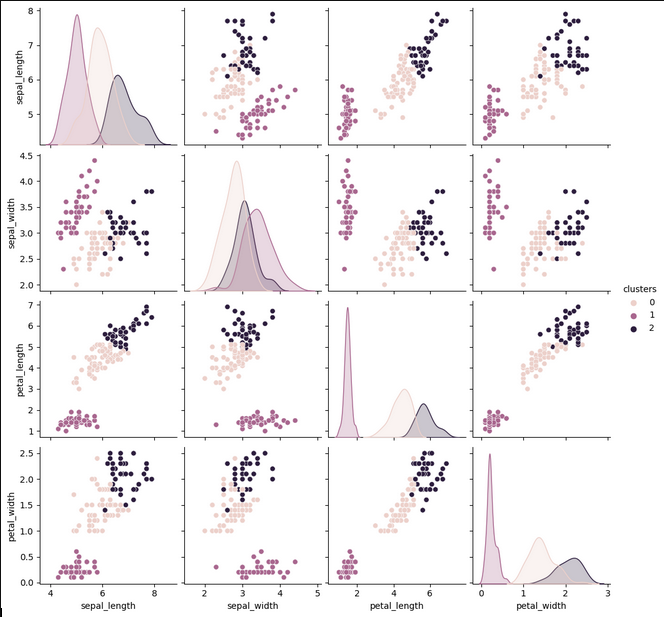 8
7
6
5
sepal_length
4.5
4.0
3.5
3.0
2.5
2.0
sepal_width
7
6
5
4
3
2
1
petal_length
2.5
2.0
1.5
1.0
0.5
0.0
petal_width
4 6 8
sepal_length
2 3 4 5
sepal_width
2 4 6
petal_length
0 1 2 3
petal_width
clusters
0
1
2